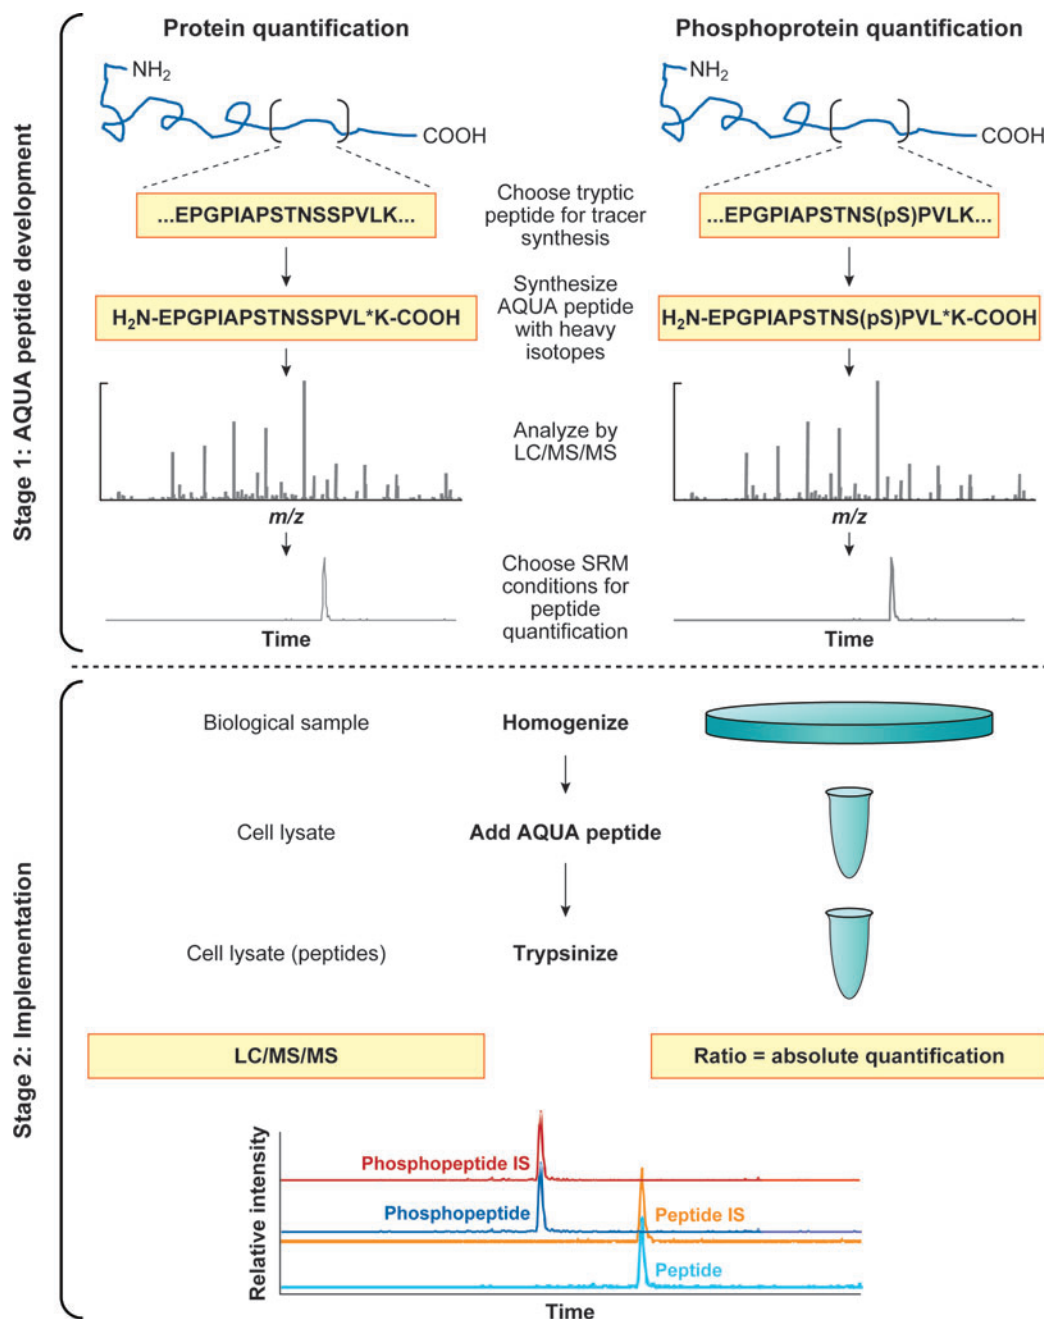 Protein quantification
Phosphoprotein quantification
Stage 1: AQUA peptide development
NH₂
COOH
NH₂
COOH
...EPGPIAPSTNSSPVLK...
Choose tryptic
peptide for tracer
synthesis
...EPGPIAPSTNS(pS)PVLK...
H₂N-EPGPIAPSTNSSPVL*K-COOH
Synthesize
AQUA peptide
with heavy
isotopes
H₂N-EPGPIAPSTNS(pS)PVL*K-COOH
Analyze by
LC/MS/MS
m/z
m/z
Choose SRM
conditions for
peptide
quantification
Time
Time
Stage 2: Implementation
Biological sample
Homogenize
Cell lysate
Add AQUA peptide
Cell lysate (peptides)
Trypsinize
LC/MS/MS
Ratio = absolute quantification
Relative intensity
Phosphopeptide IS
Phosphopeptide
Peptide IS
Peptide
Time